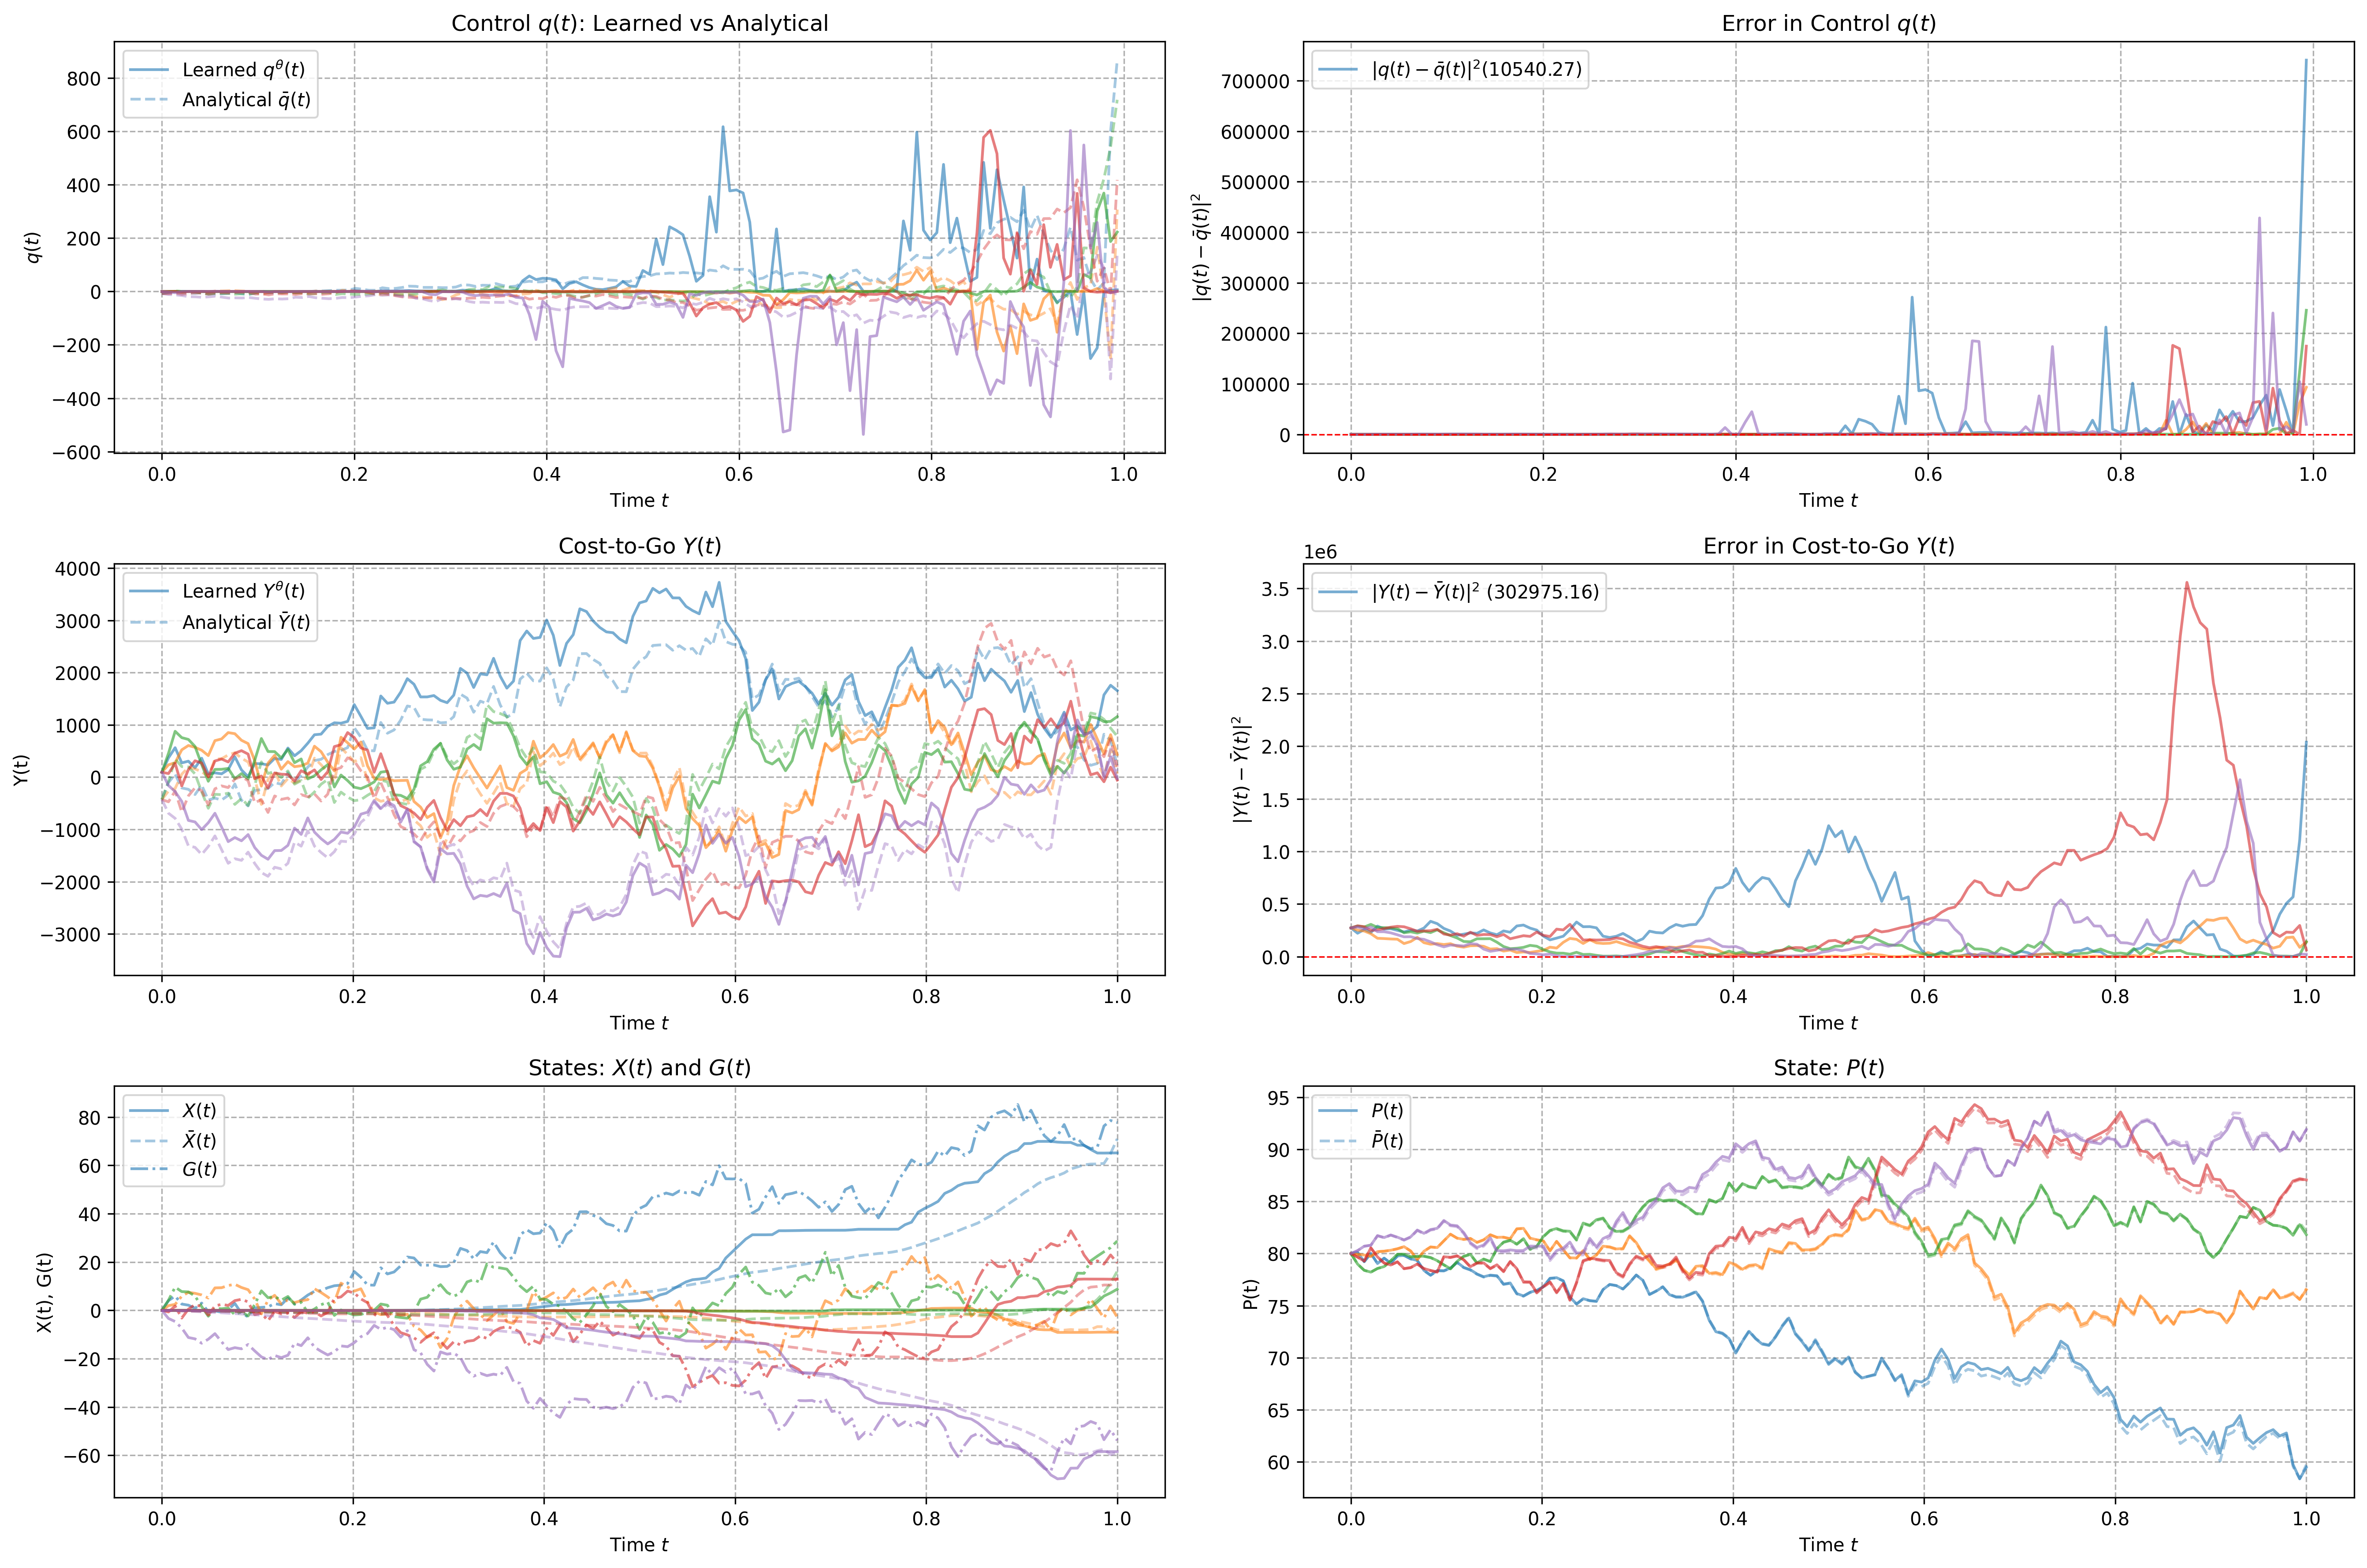 Control q(t): Learned vs Analytical
Learned q^θ(t)
Analytical q̄(t)
800
600
400
200
0
−200
−400
−600
q(t)
0.0 0.2 0.4 0.6 0.8 1.0
Time t
Error in Control q(t)
|q(t) − q̄(t)|²(10540.27)
700000
600000
500000
400000
300000
200000
100000
0
|q(t) − q̄(t)|²
0.0 0.2 0.4 0.6 0.8 1.0
Time t
Cost-to-Go Y(t)
Learned Y^θ(t)
Analytical Ȳ(t)
4000
3000
2000
1000
0
−1000
−2000
−3000
Y(t)
0.0 0.2 0.4 0.6 0.8 1.0
Time t
Error in Cost-to-Go Y(t)
1e6
|Y(t) − Ȳ(t)|² (302975.16)
3.5
3.0
2.5
2.0
1.5
1.0
0.5
0.0
|Y(t) − Ȳ(t)|²
0.0 0.2 0.4 0.6 0.8 1.0
Time t
States: X(t) and G(t)
X(t)
X̄(t)
G(t)
80
60
40
20
0
−20
−40
−60
X(t), G(t)
0.0 0.2 0.4 0.6 0.8 1.0
Time t
State: P(t)
P(t)
P̄(t)
95
90
85
80
75
70
65
60
P(t)
0.0 0.2 0.4 0.6 0.8 1.0
Time t